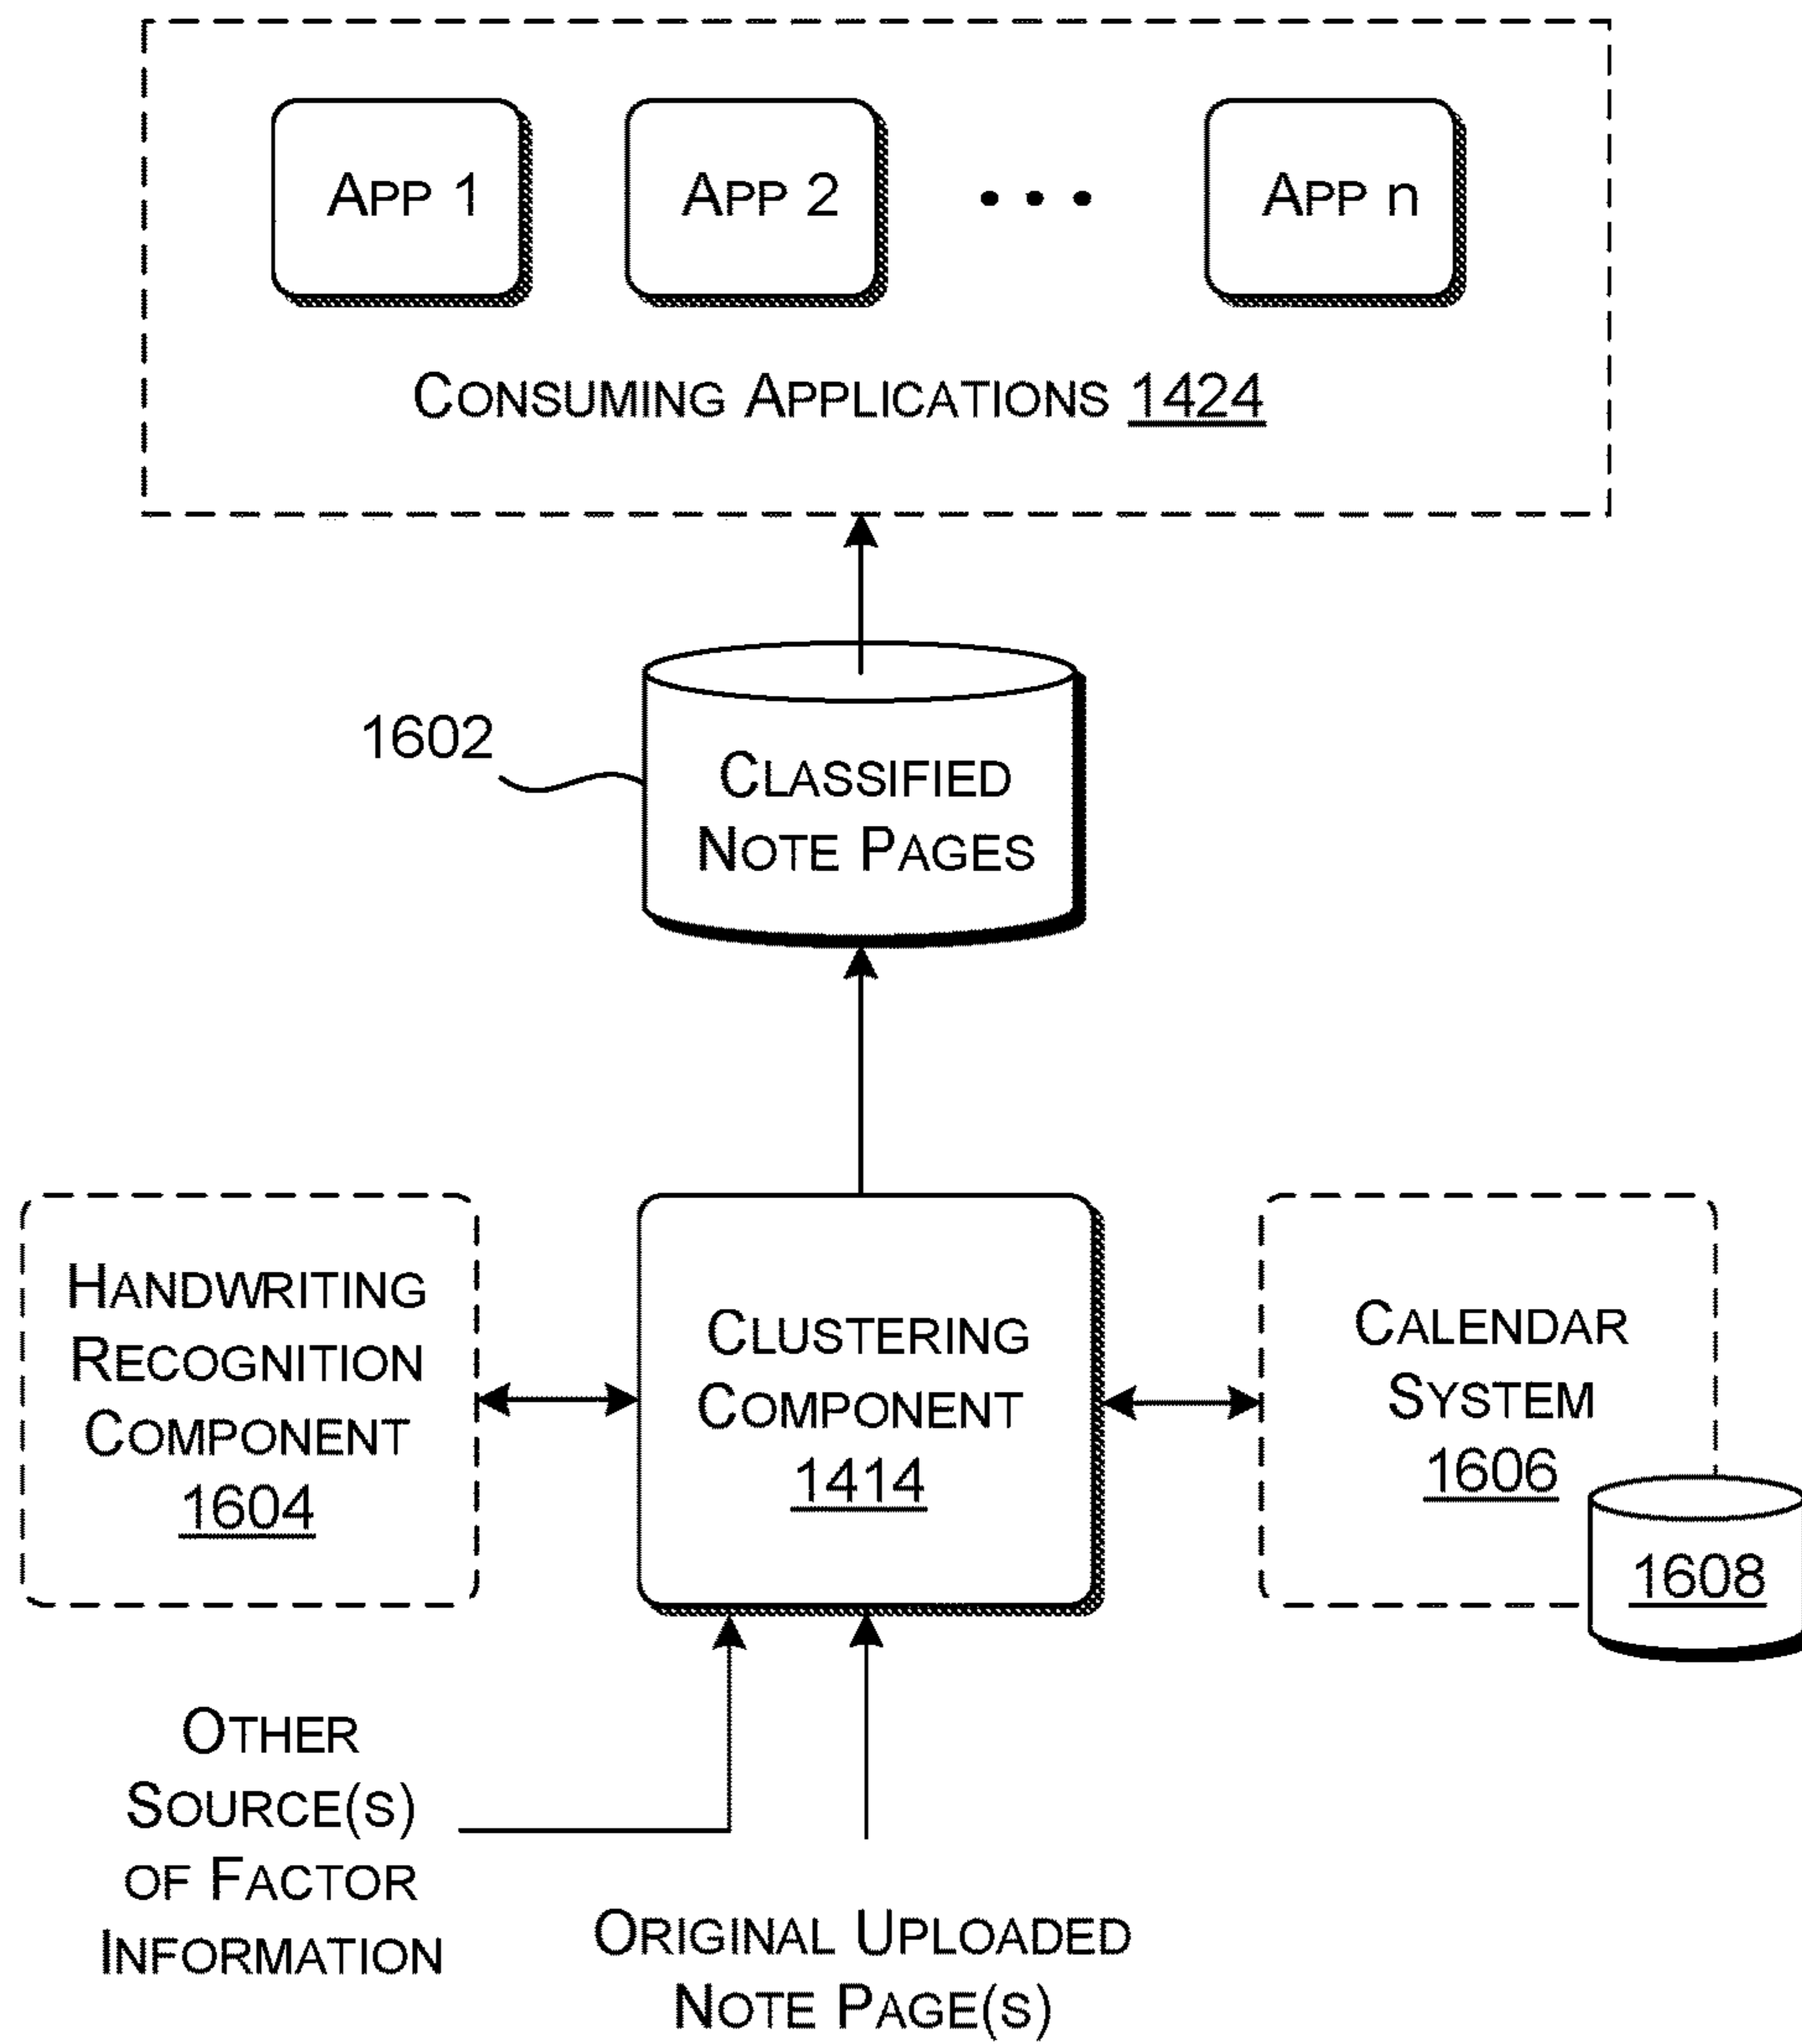 APP 1
APP 2
• • •
APP n
CONSUMING APPLICATIONS 1424
1602
CLASSIFIED
NOTE PAGES
HANDWRITING
RECOGNITION
COMPONENT
1604
CLUSTERING
COMPONENT
1414
CALENDAR
SYSTEM
1606
1608
OTHER
SOURCE(S)
OF FACTOR
INFORMATION
ORIGINAL UPLOADED
NOTE PAGE(S)